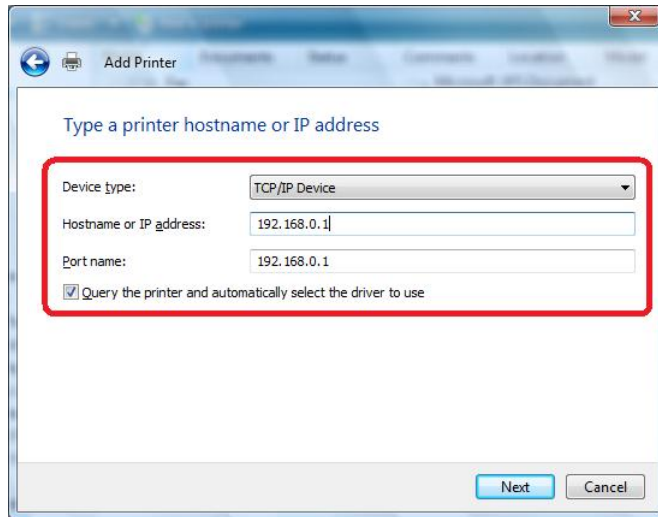 Add Printer
Type a printer hostname or IP address
Device type: TCP/IP Device
Hostname or IP address: 192.168.0.1
Port name: 192.168.0.1
Query the printer and automatically select the driver to use
Next Cancel